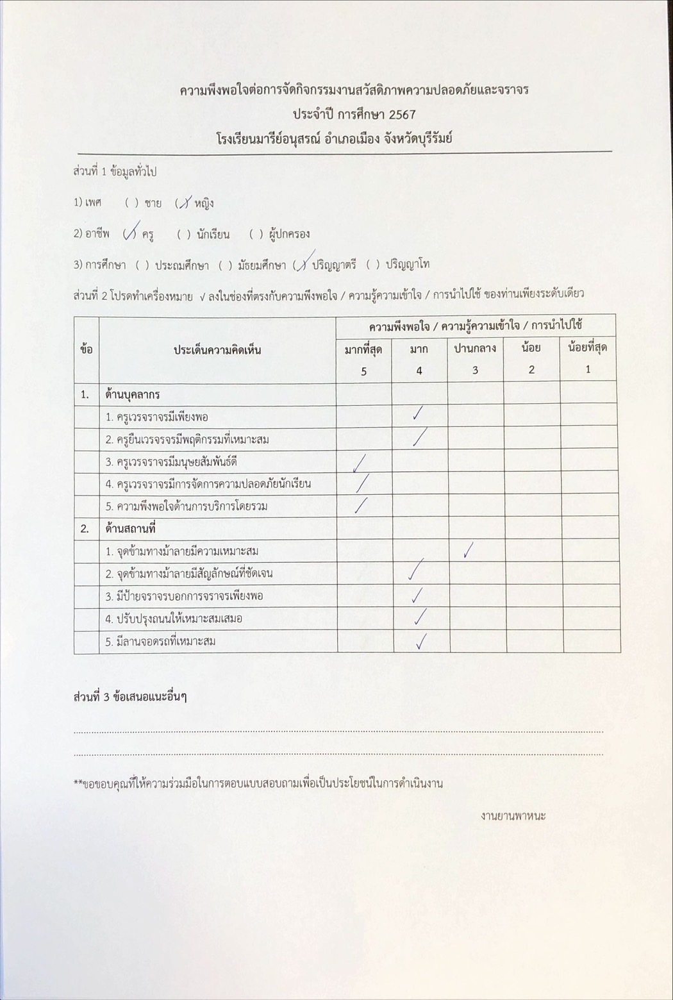 ความพึงพอใจต่อการจัดกิจกรรมงานสวัสดิภาพความปลอดภัยและจราจร
ประจำปี การศึกษา 2567
โรงเรียนมารีย์อนุสรณ์ อำเภอเมือง จังหวัดบุรีรัมย์
ส่วนที่ 1 ข้อมูลทั่วไป
1) เพศ ( ) ชาย (✓) หญิง
2) อาชีพ (✓) ครู ( ) นักเรียน ( ) ผู้ปกครอง
3) การศึกษา ( ) ประถมศึกษา ( ) มัธยมศึกษา (✓) ปริญญาตรี ( ) ปริญญาโท
ส่วนที่ 2 โปรดทำเครื่องหมาย √ ลงในช่องที่ตรงกับความพึงพอใจ / ความรู้ความเข้าใจ / การนำไปใช้ ของท่านเพียงระดับเดียว
ข้อ ประเด็นความคิดเห็น ความพึงพอใจ / ความรู้ความเข้าใจ / การนำไปใช้
มากที่สุด มาก ปานกลาง น้อย น้อยที่สุด
5 4 3 2 1
1. ด้านบุคลากร
1. ครูเวรจราจรมีเพียงพอ ✓
2. ครูยืนเวรจรจรมีพฤติกรรมที่เหมาะสม ✓
3. ครูเวรจราจรมีมนุษยสัมพันธ์ดี ✓
4. ครูเวรจราจรมีการจัดการความปลอดภัยนักเรียน ✓
5. ความพึงพอใจด้านการบริการโดยรวม ✓
2. ด้านสถานที่
1. จุดข้ามทางม้าลายมีความเหมาะสม ✓
2. จุดข้ามทางม้าลายมีสัญลักษณ์ที่ชัดเจน ✓
3. มีป้ายจราจรบอกการจราจรเพียงพอ ✓
4. ปรับปรุงถนนให้เหมาะสมเสมอ ✓
5. มีลานจอดรถที่เหมาะสม ✓
ส่วนที่ 3 ข้อเสนอแนะอื่นๆ
**ขอขอบคุณที่ให้ความร่วมมือในการตอบแบบสอบถามเพื่อเป็นประโยชน์ในการดำเนินงาน
งานยานพาหนะ